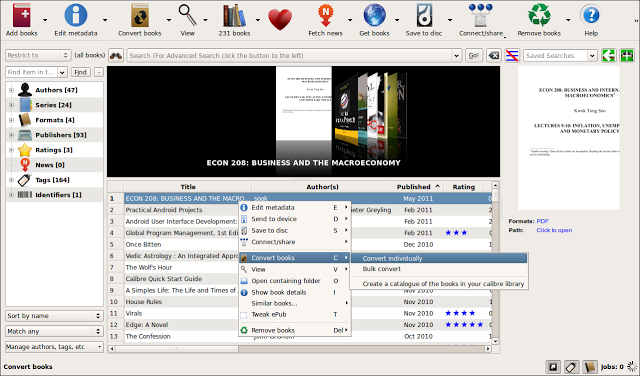 Add books
Edit metadata
Convert books
View
231 books
Fetch news
Get books
Save to disc
Connect/share
Remove books
Help
»
Restrict to
(all books)
Search (For Advanced Search click the button to left)
Go!
Saved Searches
Find item in t...
Find
Authors [47]
Series [24]
Formats [4]
Publishers [93]
Ratings [3]
News [0]
Tags [164]
Identifiers [1]
ECON 208: BUSINESS AND THE MACROECONOMY
ECON 208: BUSINESS AND INTERN
MACROECONOMICS
Kwok Tong Soo
LECTURES 9-10: INFLATION, UNEMP
AND MONETARY POLICY
Formats: PDF
Path: Click to open
Title Author(s) Published Rating
1 ECON 208: BUSINESS AND THE MACRO... sook May 2011 0
2 Practical Android Projects ieter Greyling Feb 2011 2
3 Android User Interface Development: Feb 2011
4 Global Program Management, 1st Edi Feb 2011 ★★★
5 Once Bitten Dec 2010
6 Vedic Astrology : An Integrated Appro
7 The Wolf's Hour
8 Calibre Quick Start Guide
9 A Simple Life: The Life and Times of Nov 2010
10 House Rules Nov 2010
11 Virals Nov 2010 ★★★★
12 Edge: A Novel Nov 2010 ★★★★★
13 The Confession John Grisham Oct 2010
Edit metadata E
Send to device D
Save to disc S
Connect/share
Convert books C
View V
Open containing folder O
Show book details I
Similar books...
Tweak ePub T
Remove books Del
Convert individually
Bulk convert
Create a catalogue of the books in your calibre library
Sort by name
Match any
Manage authors, tags, etc
Convert books
Jobs: 0